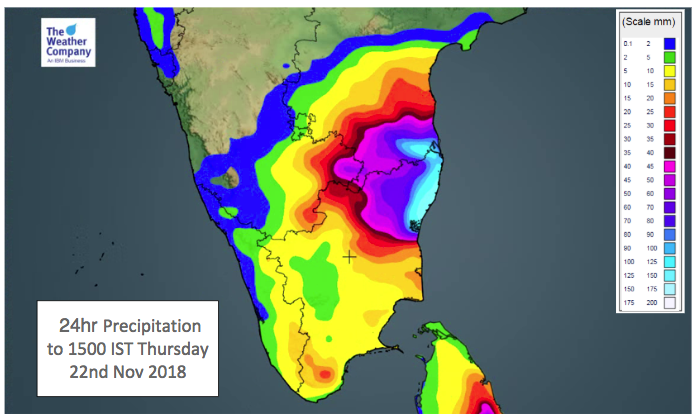 The
Weather
Company
An IBM Business
(Scale mm)
0.1 2
2 5
5 10
10 15
15 20
20 25
25 30
30 35
35 40
40 45
45 50
50 60
60 70
70 80
80 90
90 100
100 125
125 150
150 175
175 200
24hr Precipitation
to 1500 IST Thursday
22nd Nov 2018